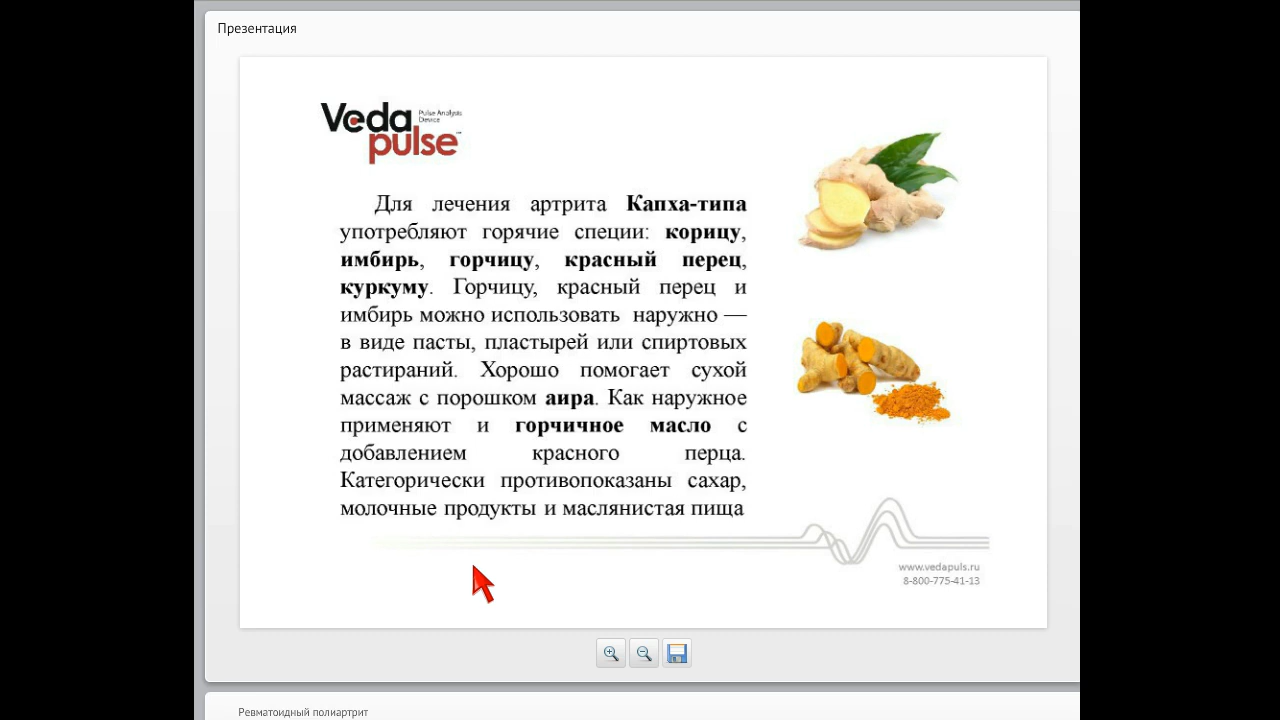 Презентация
Veda
pulse
Pulse Analysis
Device
Для лечения артрита Капха-типа
употребляют горячие специи: корицу,
имбирь, горчицу, красный перец,
куркуму. Горчицу, красный перец и
имбирь можно использовать наружно —
в виде пасты, пластырей или спиртовых
растираний. Хорошо помогает сухой
массаж с порошком аира. Как наружное
применяют и горчичное масло с
добавлением красного перца.
Категорически противопоказаны сахар,
молочные продукты и маслянистая пища
www.vedapuls.ru
8-800-775-41-13
Ревматоидный полиартрит